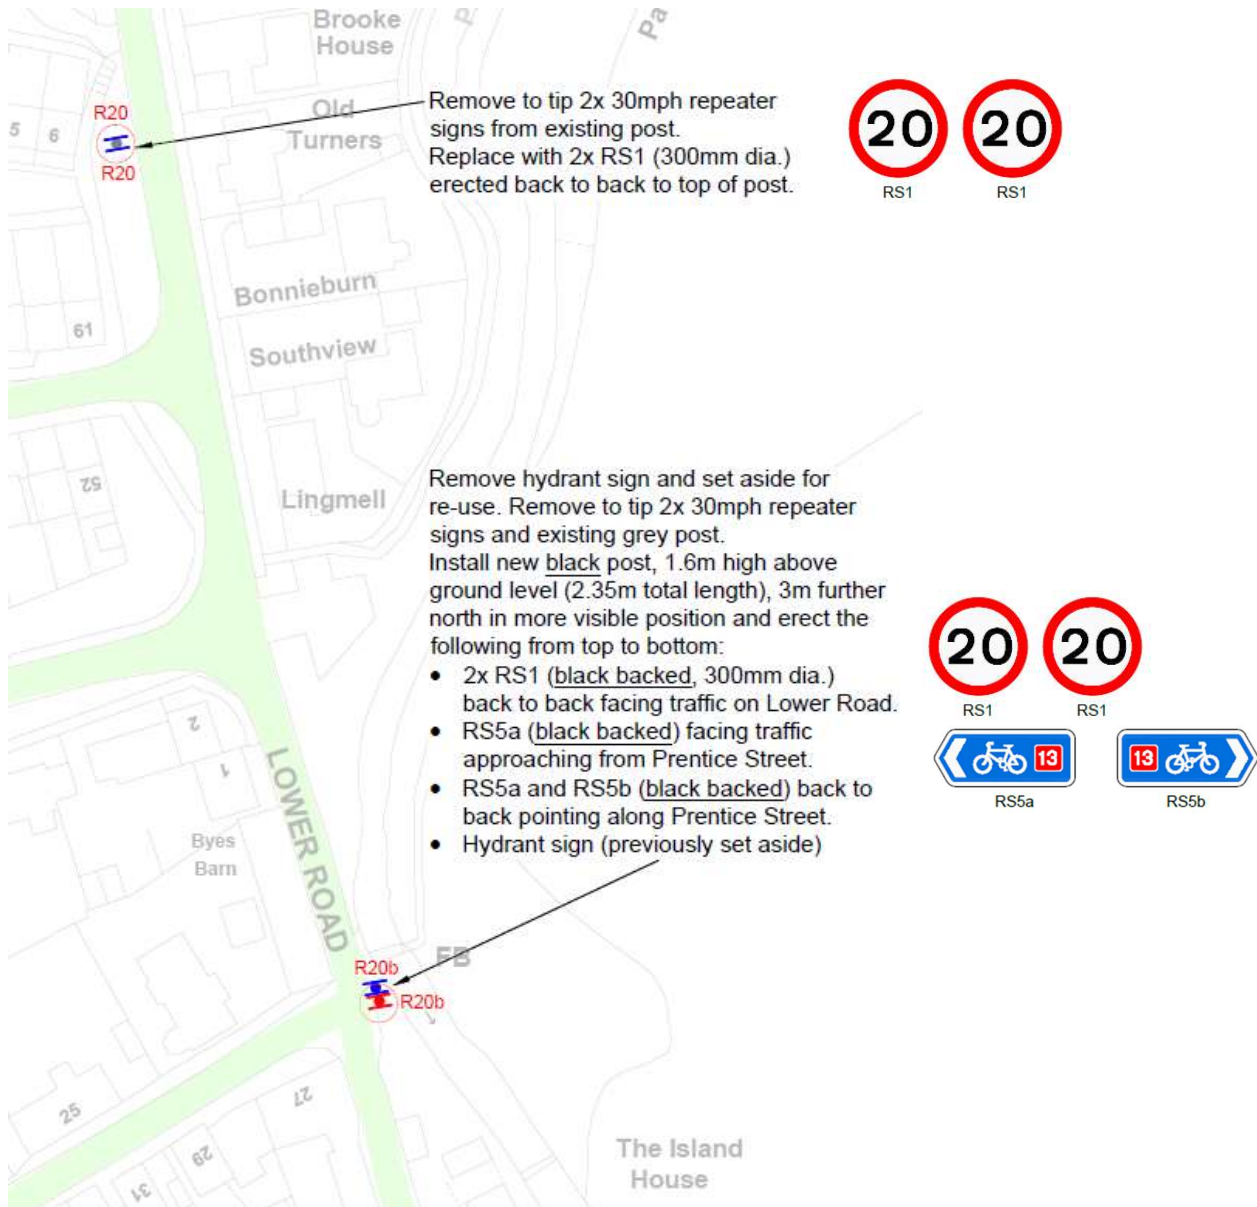 Brooke
House
Pa
R20
5
6
R20
Old
Turners
Remove to tip 2x 30mph repeater
signs from existing post.
Replace with 2x RS1 (300mm dia.)
erected back to back to top of post.
20
20
RS1
RS1
Bonnieburn
61
Southview
52
Lingmell
Remove hydrant sign and set aside for
re-use. Remove to tip 2x 30mph repeater
signs and existing grey post.
Install new black post, 1.6m high above
ground level (2.35m total length), 3m further
north in more visible position and erect the
following from top to bottom:
• 2x RS1 (black backed, 300mm dia.)
back to back facing traffic on Lower Road.
• RS5a (black backed) facing traffic
approaching from Prentice Street.
• RS5a and RS5b (black backed) back to
back pointing along Prentice Street.
• Hydrant sign (previously set aside)
20
20
RS1
RS1
13
13
RS5a
RS5b
2
1
LOWER ROAD
Byes
Barn
FB
R20b
R20b
25
27
29
31
The Island
House